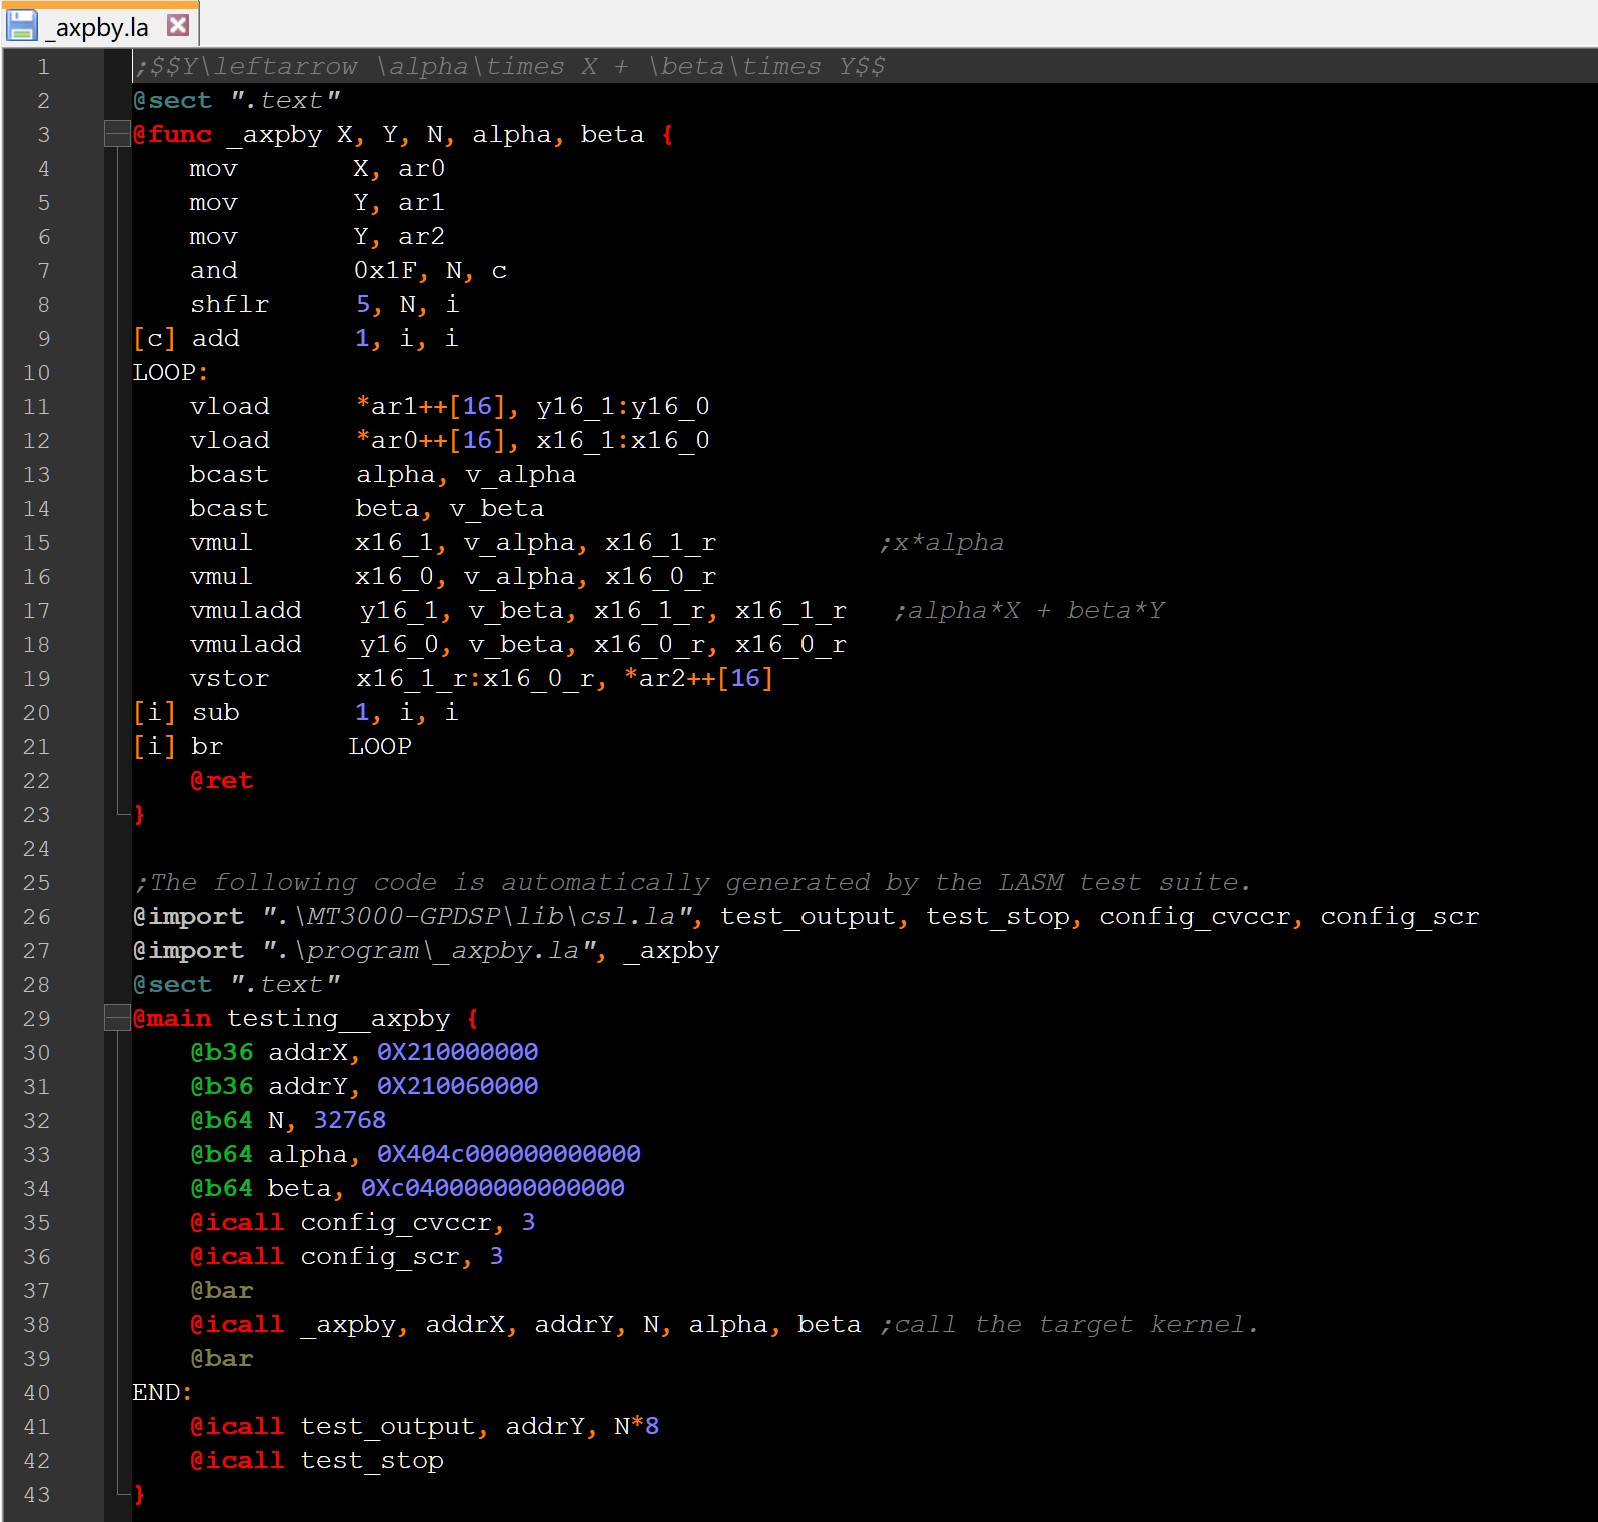 _axpby.la
1 ;$$Y\leftarrow \alpha\times X + \beta\times Y$$
2 @sect ".text"
3 @func _axpby X, Y, N, alpha, beta {
4 mov X, ar0
5 mov Y, ar1
6 mov Y, ar2
7 and 0x1F, N, c
8 shflr 5, N, i
9 [c] add 1, i, i
10 LOOP:
11 vload *ar1++[16], y16_1:y16_0
12 vload *ar0++[16], x16_1:x16_0
13 bcast alpha, v_alpha
14 bcast beta, v_beta
15 vmul x16_1, v_alpha, x16_1_r ;x*alpha
16 vmul x16_0, v_alpha, x16_0_r
17 vmuladd y16_1, v_beta, x16_1_r, x16_1_r ;alpha*X + beta*Y
18 vmuladd y16_0, v_beta, x16_0_r, x16_0_r
19 vstor x16_1_r:x16_0_r, *ar2++[16]
20 [i] sub 1, i, i
21 [i] br LOOP
22 @ret
23 }
24
25 ;The following code is automatically generated by the LASM test suite.
26 @import ".\MT3000-GPDSP\lib\csl.la", test_output, test_stop, config_cvccr, config_scr
27 @import ".\program\_axpby.la", _axpby
28 @sect ".text"
29 @main testing__axpby {
30 @b36 addrX, 0X210000000
31 @b36 addrY, 0X210060000
32 @b64 N, 32768
33 @b64 alpha, 0X404c000000000000
34 @b64 beta, 0Xc040000000000000
35 @icall config_cvccr, 3
36 @icall config_scr, 3
37 @bar
38 @icall _axpby, addrX, addrY, N, alpha, beta ;call the target kernel.
39 @bar
40 END:
41 @icall test_output, addrY, N*8
42 @icall test_stop
43 }